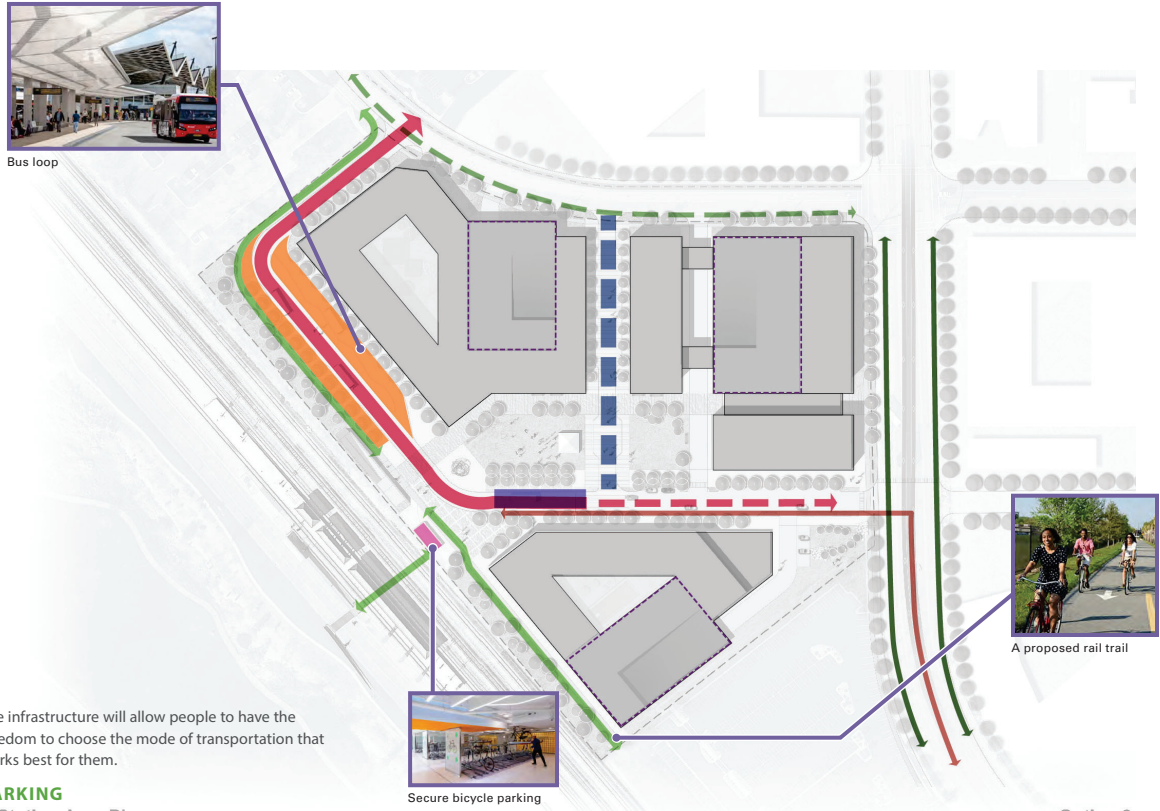 Bus loop
A proposed rail trail
e infrastructure will allow people to have the
edom to choose the mode of transportation that
rks best for them.
Secure bicycle parking
ARKING